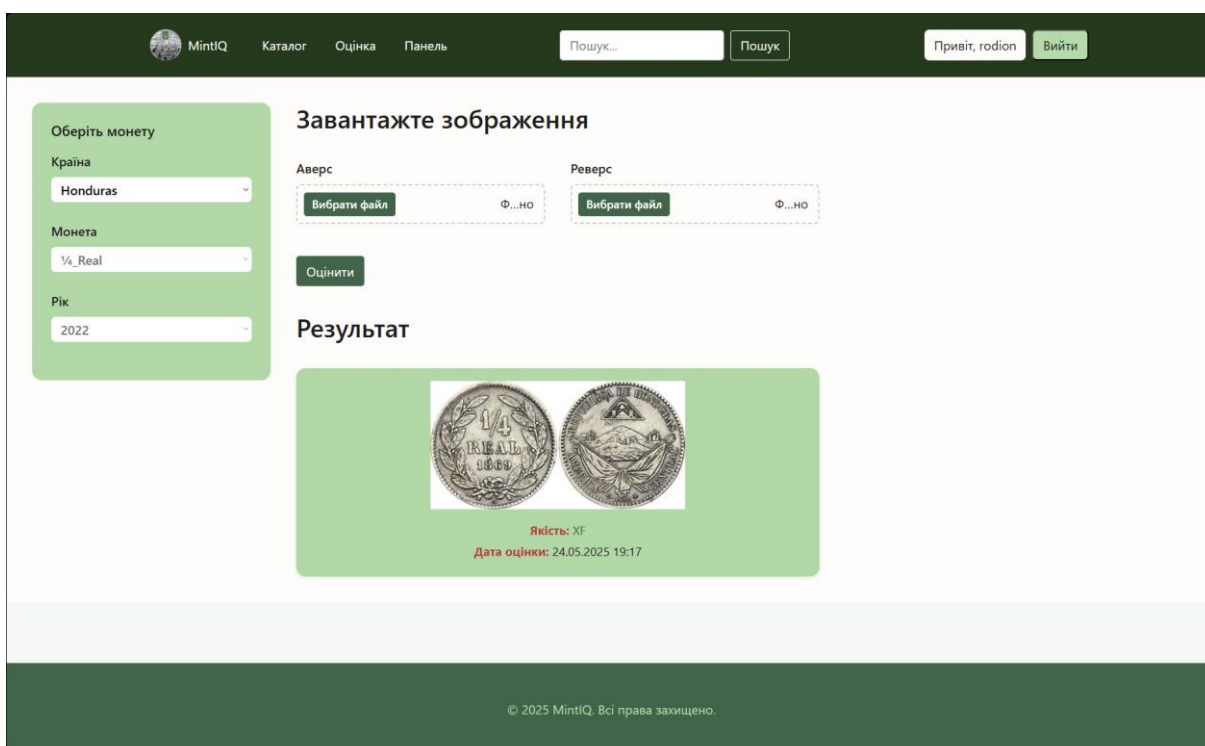 MintIQ Каталог Оцінка Панель Пошук... Пошук Привіт, rodion Вийти
Оберіть монету
Країна
Honduras
Монета
¼_Real
Рік
2022
Завантажте зображення
Аверс
Вибрати файл Ф...но
Реверс
Вибрати файл Ф...но
Оцінити
Результат
1/4
REAL
1869
Якість: XF
Дата оцінки: 24.05.2025 19:17
© 2025 MintIQ. Всі права захищено.